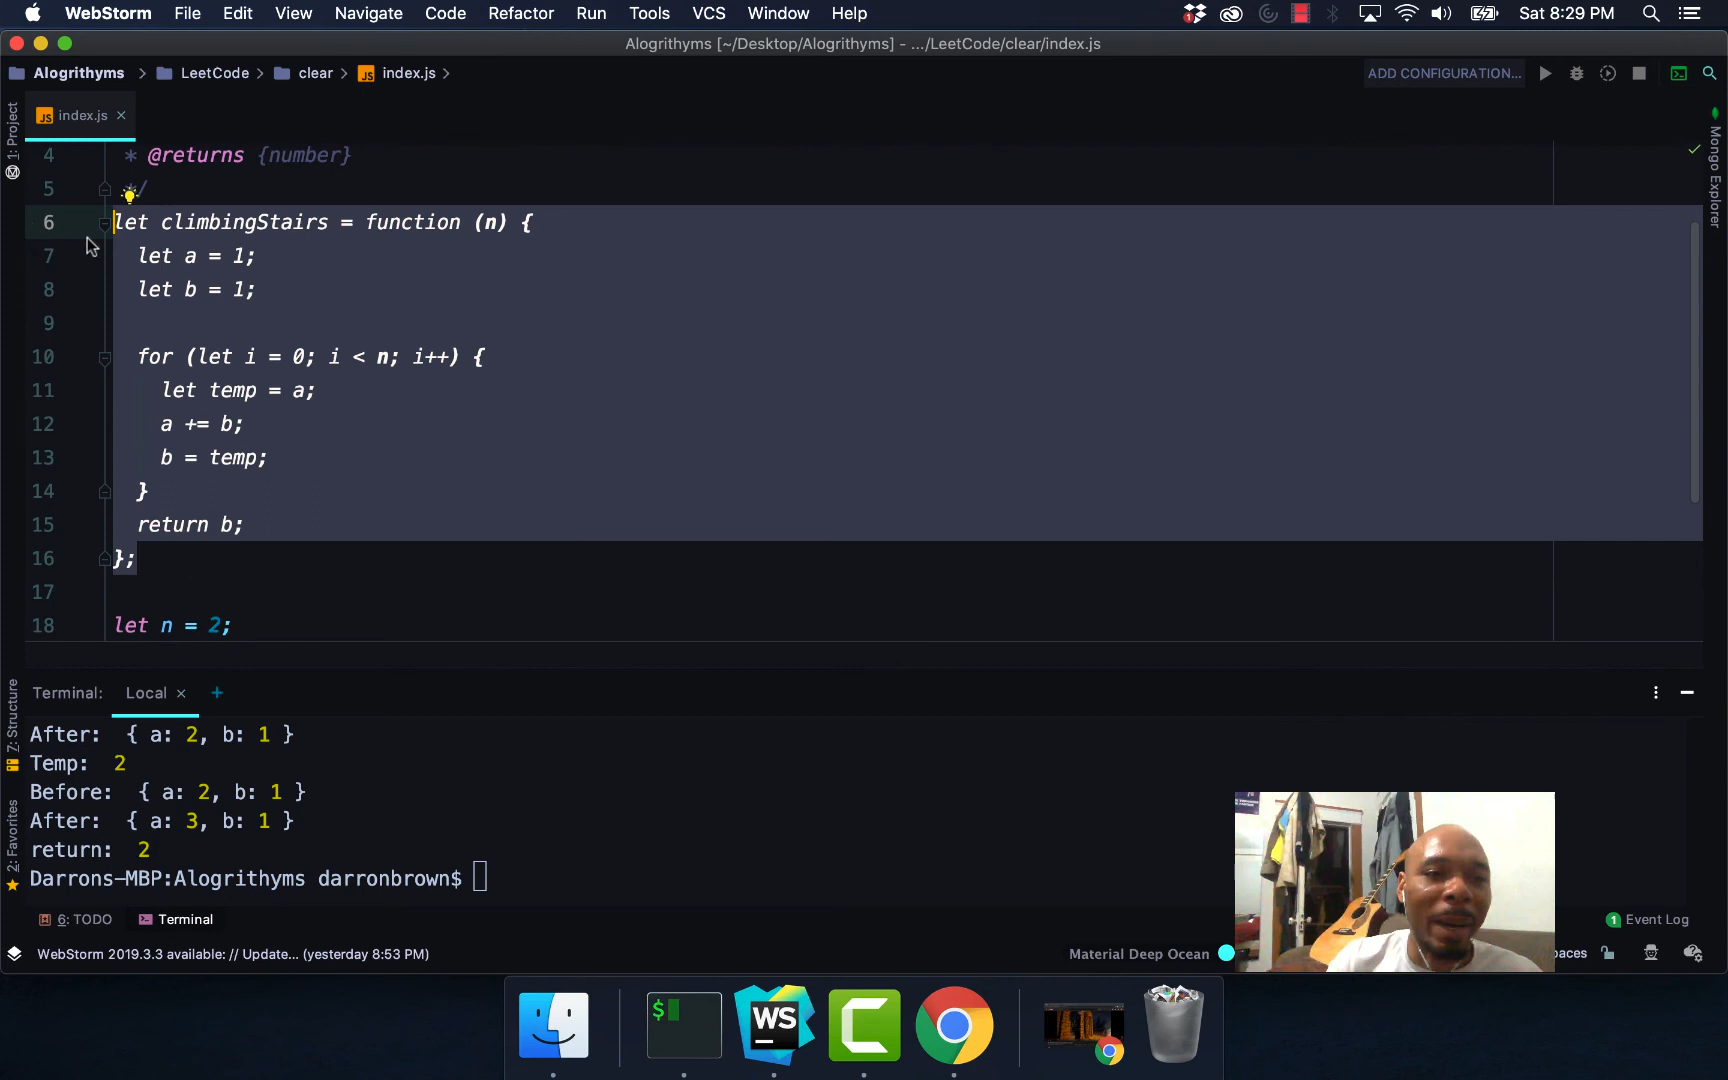 WebStorm File Edit View Navigate Code Refactor Run Tools VCS Window Help Sat 8:29 PM
Alogrithyms [~/Desktop/Alogrithyms] - .../LeetCode/clear/index.js
Alogrithyms LeetCode clear JS index.js ADD CONFIGURATION...
JS index.js ×
1: Project
Mongo Explorer
4 * @returns {number}
5 */
6 let climbingStairs = function (n) {
7 let a = 1;
8 let b = 1;
9
10 for (let i = 0; i < n; i++) {
11 let temp = a;
12 a += b;
13 b = temp;
14 }
15 return b;
16 };
17
18 let n = 2;
Z: Structure
2: Favorites
Terminal: Local × +
After: { a: 2, b: 1 }
Temp: 2
Before: { a: 2, b: 1 }
After: { a: 3, b: 1 }
return: 2
Darrons-MBP:Alogrithyms darronbrown$
6: TODO Terminal 1 Event Log
WebStorm 2019.3.3 available: // Update... (yesterday 8:53 PM) Material Deep Ocean paces
$ WS C